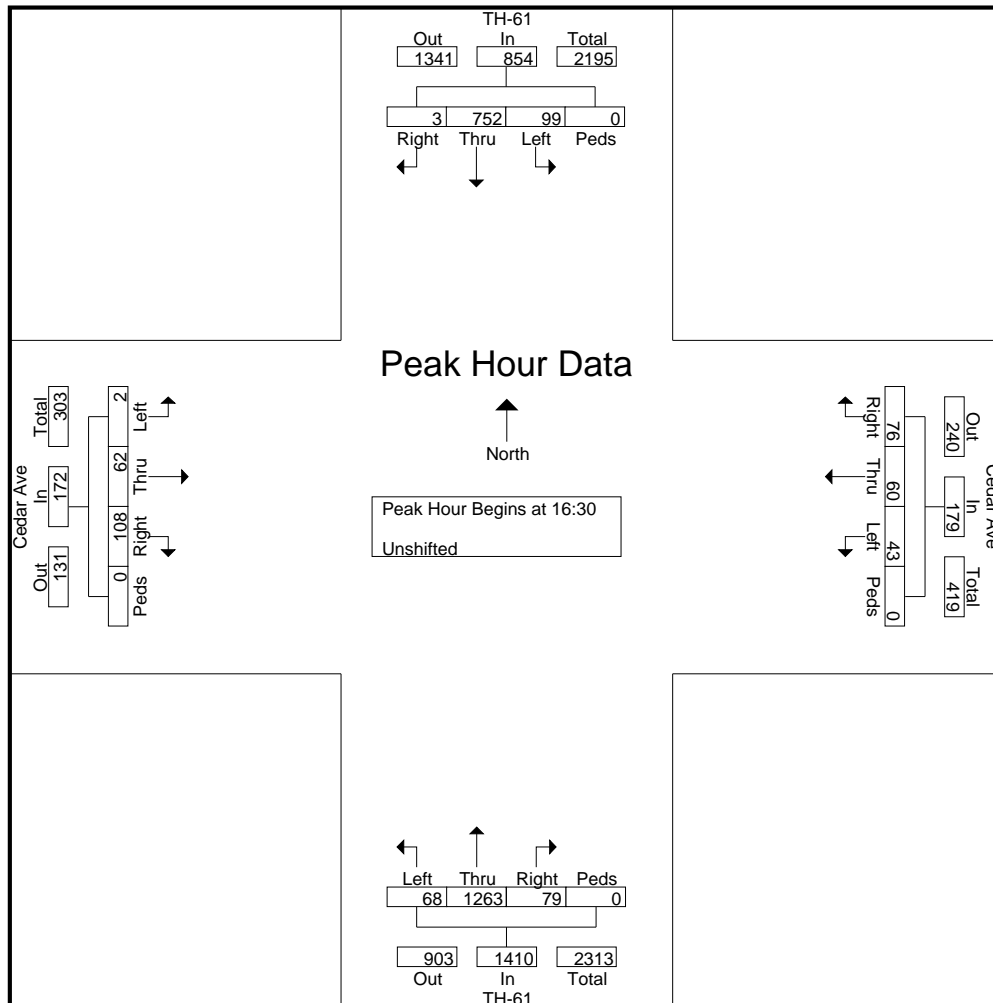 TH-61
Out In Total
1341 854 2195
3 752 99 0
Right Thru Left Peds
Peak Hour Data
North
Peak Hour Begins at 16:30
Unshifted
Cedar Ave
Total In Out
303 172 131
2 62 108 0
Left Thru Right Peds
Cedar Ave
Out In Total
240 179 419
76 60 43 0
Right Thru Left Peds
Left Thru Right Peds
68 1263 79 0
903 1410 2313
Out In Total
TH-61